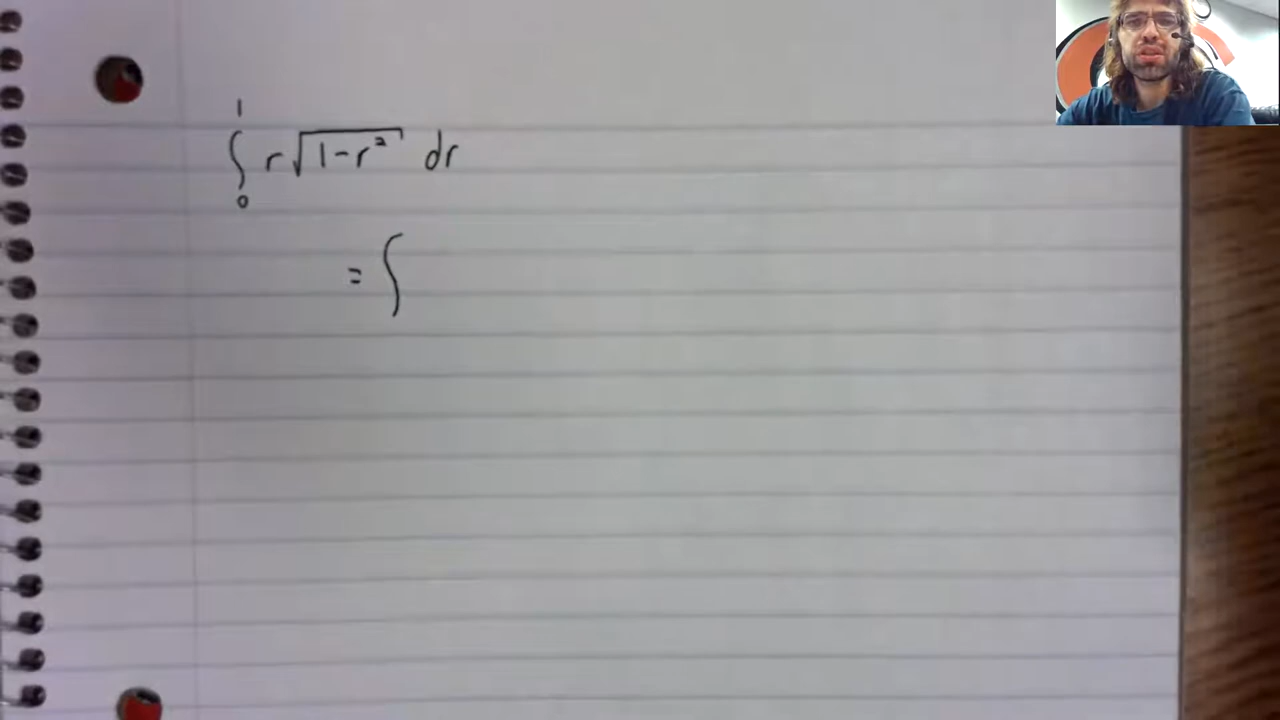 ∫₀¹ r√(1-r²) dr
= ∫